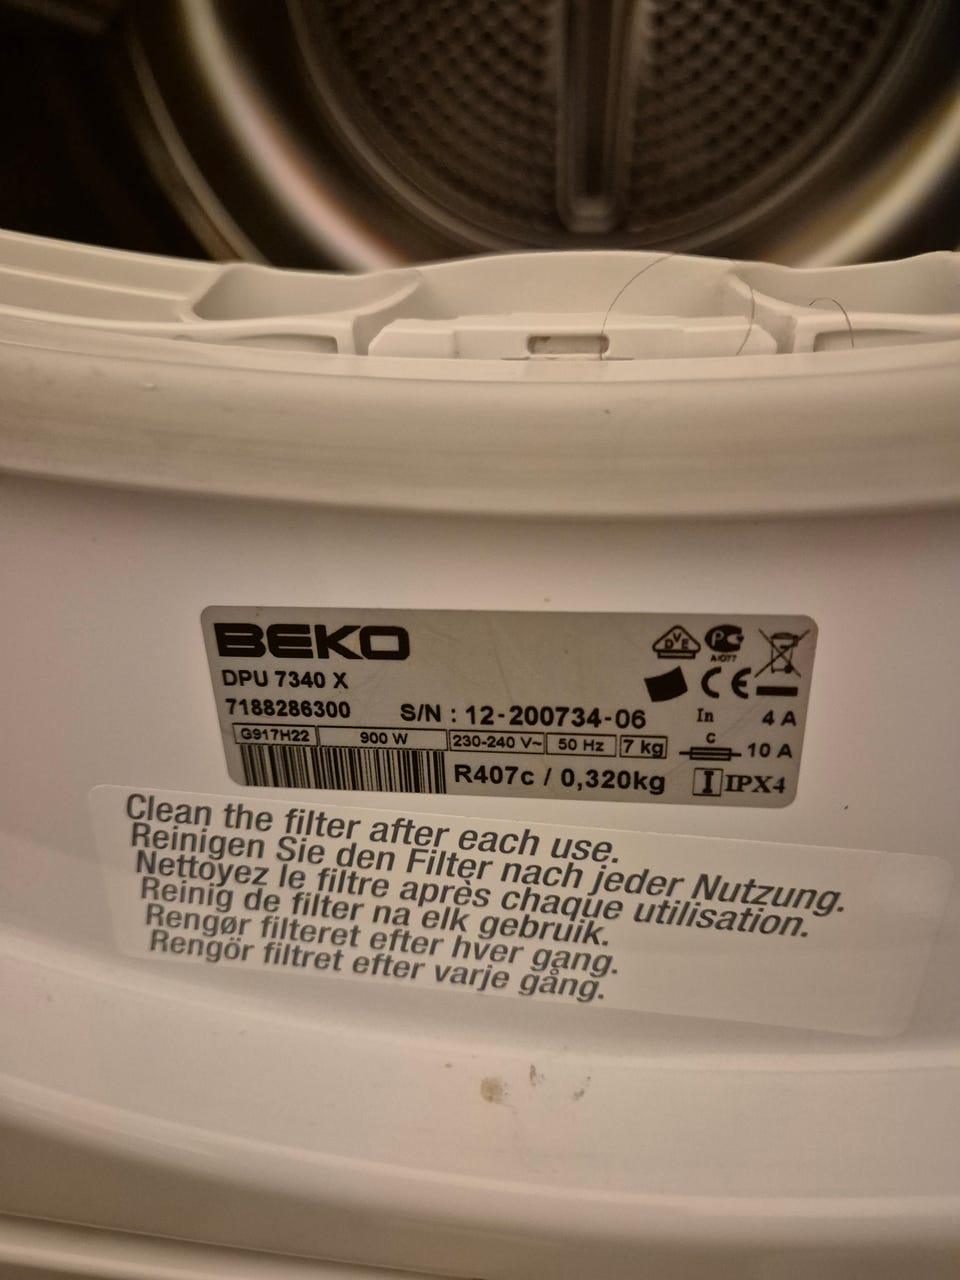 BEKO
DPU 7340 X
7188286300 S/N : 12-200734-06 In 4 A
G917H22 900 W 230-240 V~ 50 Hz 7 kg C 10 A
R407c / 0,320kg I IPX4
DVE PC CE
Clean the filter after each use.
Reinigen Sie den Filter nach jeder Nutzung.
Nettoyez le filtre après chaque utilisation.
Reinig de filter na elk gebruik.
Rengør filteret efter hver gang.
Rengör filtret efter varje gång.